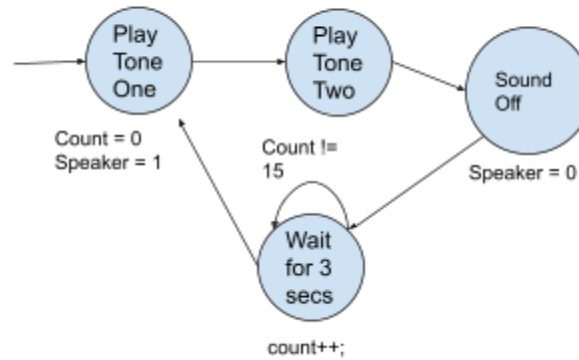 Play
Tone
One
Play
Tone
Two
Sound
Off
Count = 0
Speaker = 1
Count !=
15
Speaker = 0
Wait
for 3
secs
count++;